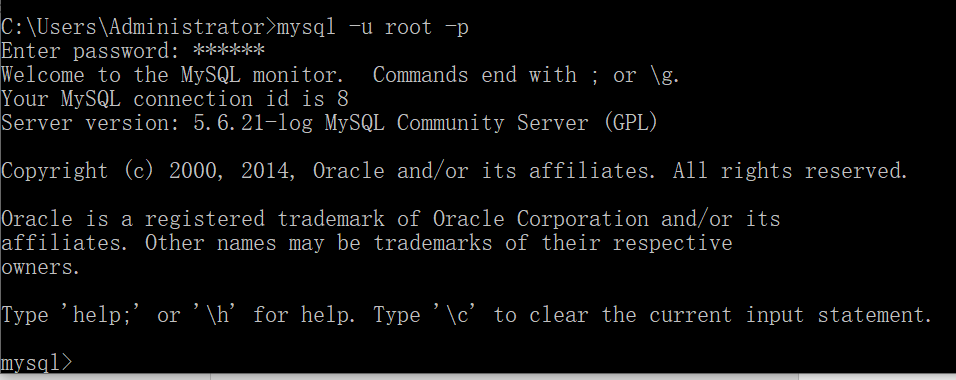 C:\Users\Administrator>mysql -u root -p
Enter password: ******
Welcome to the MySQL monitor.  Commands end with ; or \g.
Your MySQL connection id is 8
Server version: 5.6.21-log MySQL Community Server (GPL)
Copyright (c) 2000, 2014, Oracle and/or its affiliates. All rights reserved.
Oracle is a registered trademark of Oracle Corporation and/or its
affiliates. Other names may be trademarks of their respective
owners.
Type 'help;' or '\h' for help. Type '\c' to clear the current input statement.
mysql>